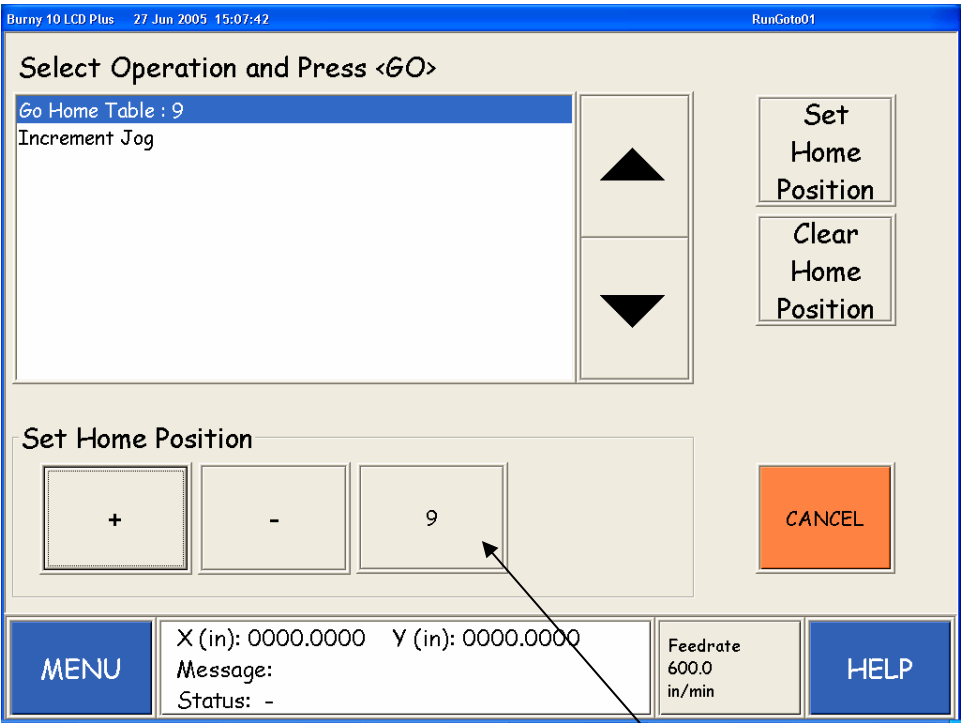 Burny 10 LCD Plus 27 Jun 2005 15:07:42 RunGoto01
Select Operation and Press <GO>
Go Home Table : 9
Increment Jog
Set
Home
Position
Clear
Home
Position
Set Home Position
+
-
9
CANCEL
MENU
X (in): 0000.0000 Y (in): 0000.0000
Message:
Status: -
Feedrate
600.0
in/min
HELP